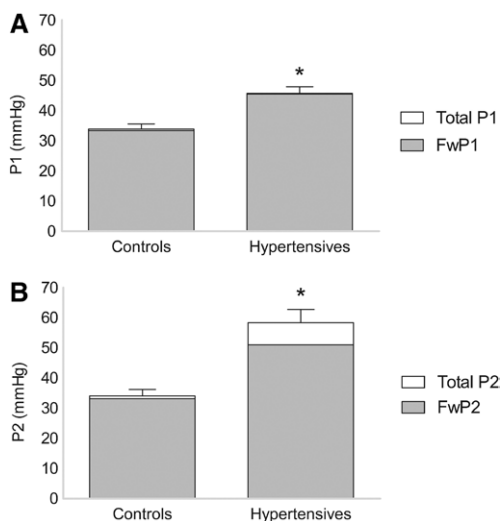 A
70
60
50
40
30
20
10
0
P1 (mmHg)
*
Controls Hypertensives
Total P1
FwP1
B
70
60
50
40
30
20
10
0
P2 (mmHg)
*
Controls Hypertensives
Total P2
FwP2